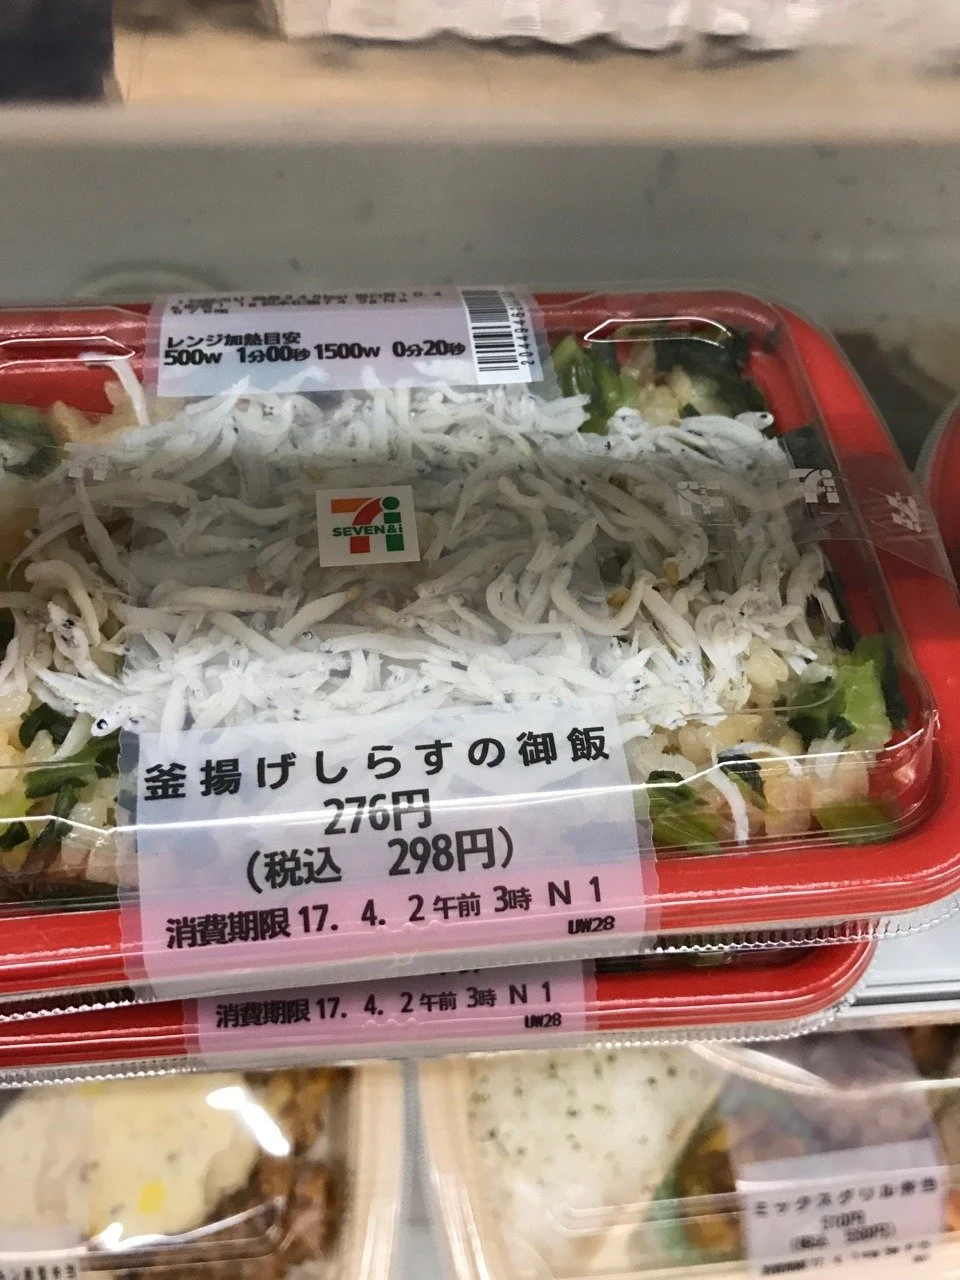 レンジ加熱目安
500w 1分00秒 1500w 0分20秒
SEVEN&i
釜揚げしらすの御飯
276円
(税込 298円)
消費期限 17. 4. 2 午前 3時 N 1
UW28
消費期限 17. 4. 2 午前 3時 N 1
UW28
ミックスグリル弁当